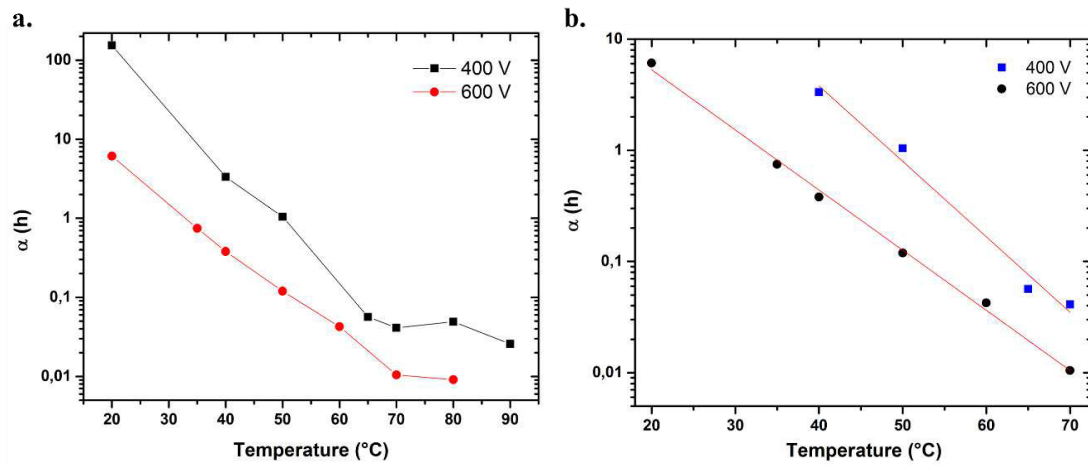 a.
400 V
600 V
100
10
1
0,1
0,01
20 30 40 50 60 70 80 90
Temperature (°C)
α (h)
b.
400 V
600 V
10
1
0,1
0,01
20 30 40 50 60 70
Temperature (°C)
α (h)